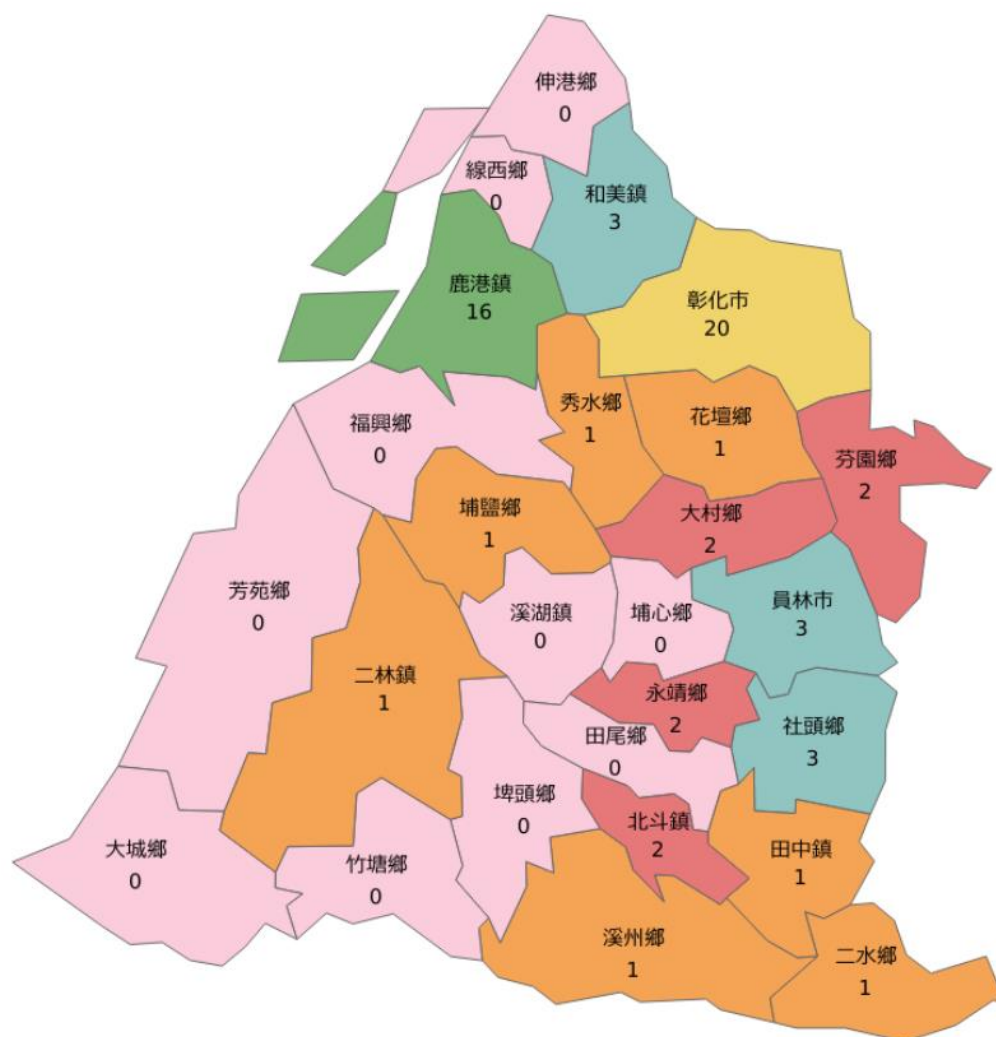 伸港鄉
0
線西鄉
0
和美鎮
3
鹿港鎮
16
彰化市
20
福興鄉
0
秀水鄉
1
花壇鄉
1
芬園鄉
2
埔鹽鄉
1
大村鄉
2
芳苑鄉
0
溪湖鎮
0
埔心鄉
0
員林市
3
二林鎮
1
永靖鄉
2
田尾鄉
0
社頭鄉
3
埤頭鄉
0
北斗鎮
2
田中鎮
1
大城鄉
0
竹塘鄉
0
溪州鄉
1
二水鄉
1